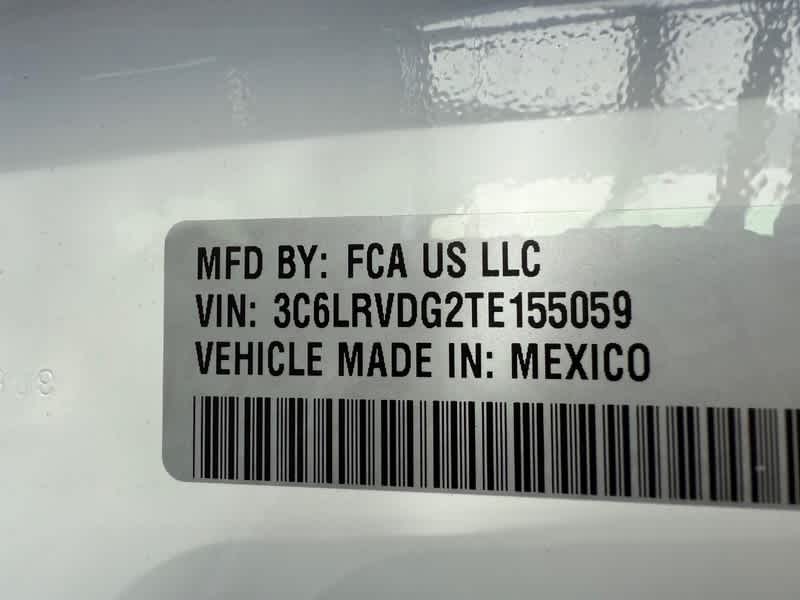 MFD BY: FCA US LLC
VIN: 3C6LRVDG2TE155059
VEHICLE MADE IN: MEXICO